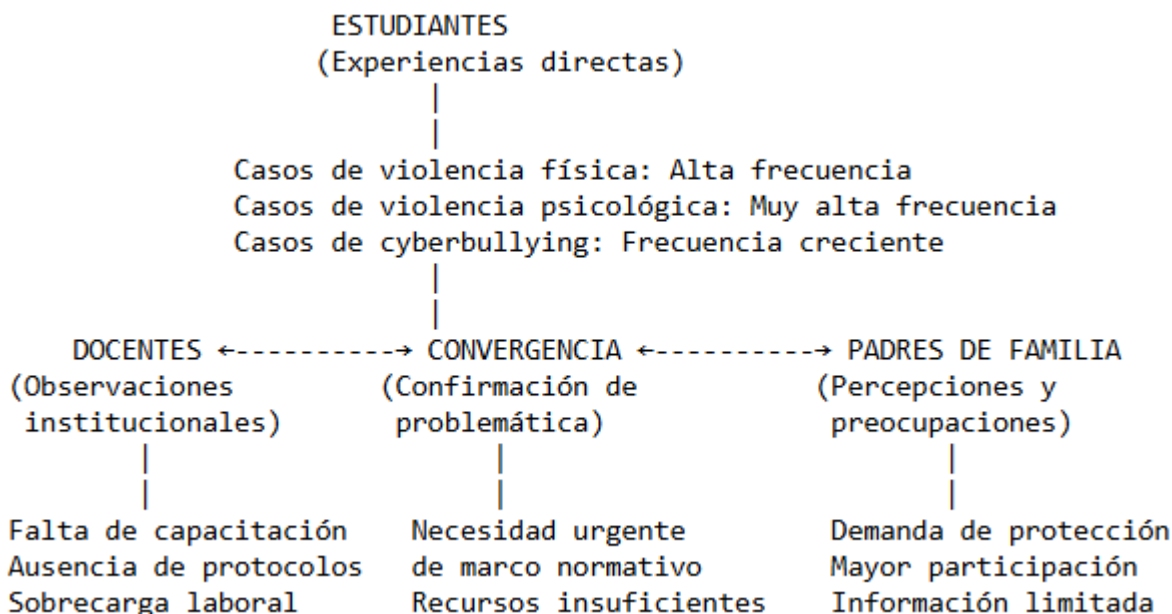 ESTUDIANTES
(Experiencias directas)
Casos de violencia física: Alta frecuencia
Casos de violencia psicológica: Muy alta frecuencia
Casos de cyberbullying: Frecuencia creciente
DOCENTES ←----------→ CONVERGENCIA ←----------→ PADRES DE FAMILIA
(Observaciones institucionales)
(Confirmación de problemática)
(Percepciones y preocupaciones)
Falta de capacitación
Ausencia de protocolos
Sobrecarga laboral
Necesidad urgente
de marco normativo
Recursos insuficientes
Demanda de protección
Mayor participación
Información limitada